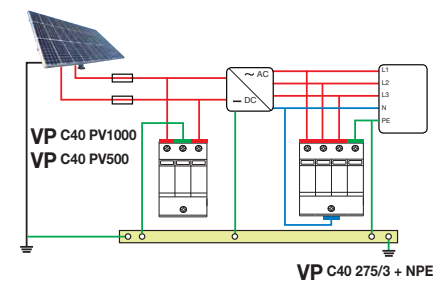 ~ AC
— DC
L1
L2
L3
N
PE
VP C40 PV1000
VP C40 PV500
VP C40 275/3 + NPE